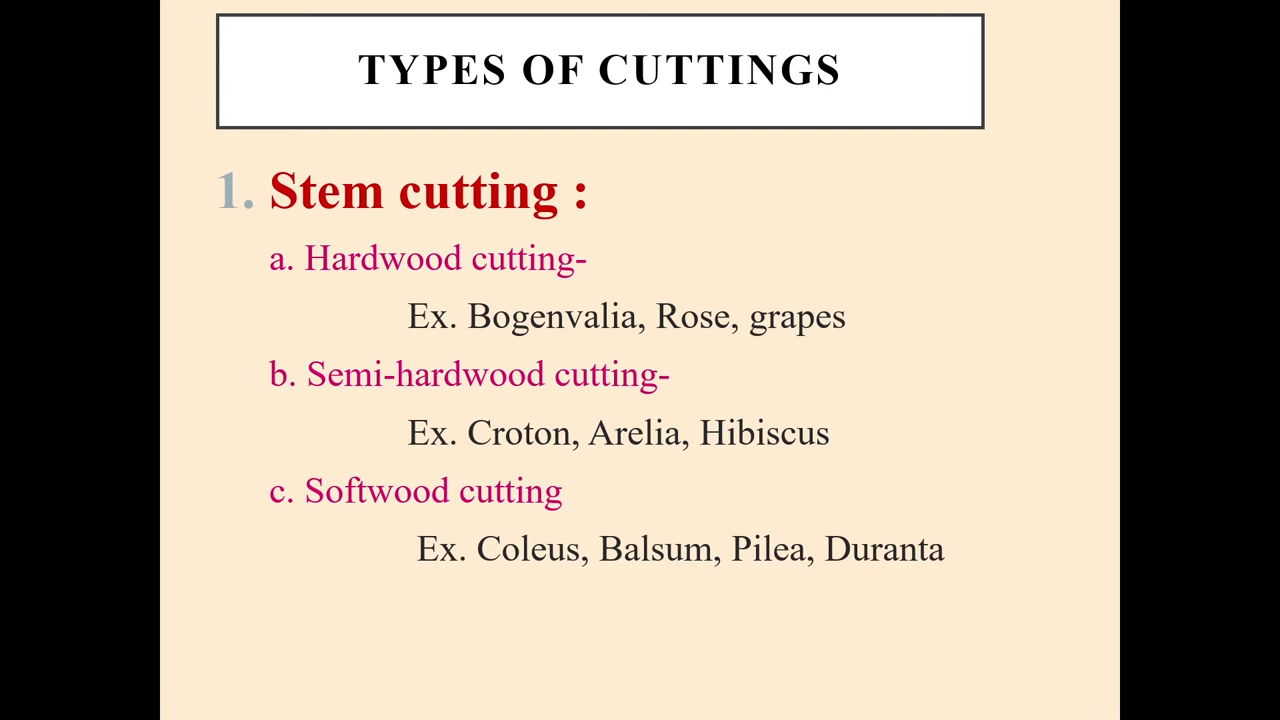 TYPES OF CUTTINGS
1. Stem cutting :
a. Hardwood cutting-
Ex. Bogenvalia, Rose, grapes
b. Semi-hardwood cutting-
Ex. Croton, Arelia, Hibiscus
c. Softwood cutting
Ex. Coleus, Balsum, Pilea, Duranta